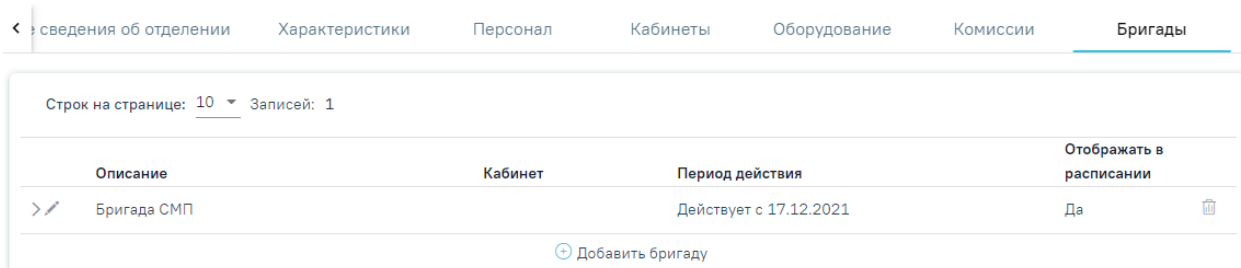 сведения об отделении Характеристики Персонал Кабинеты Оборудование Комиссии Бригады
Строк на странице: 10 Записей: 1
Описание Кабинет Период действия Отображать в расписании
Бригада СМП Действует с 17.12.2021 Да
Добавить бригаду